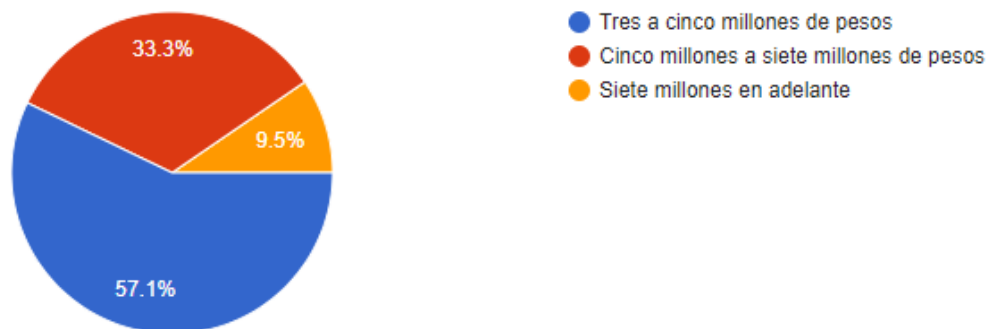 33.3%
9.5%
57.1%
Tres a cinco millones de pesos
Cinco millones a siete millones de pesos
Siete millones en adelante